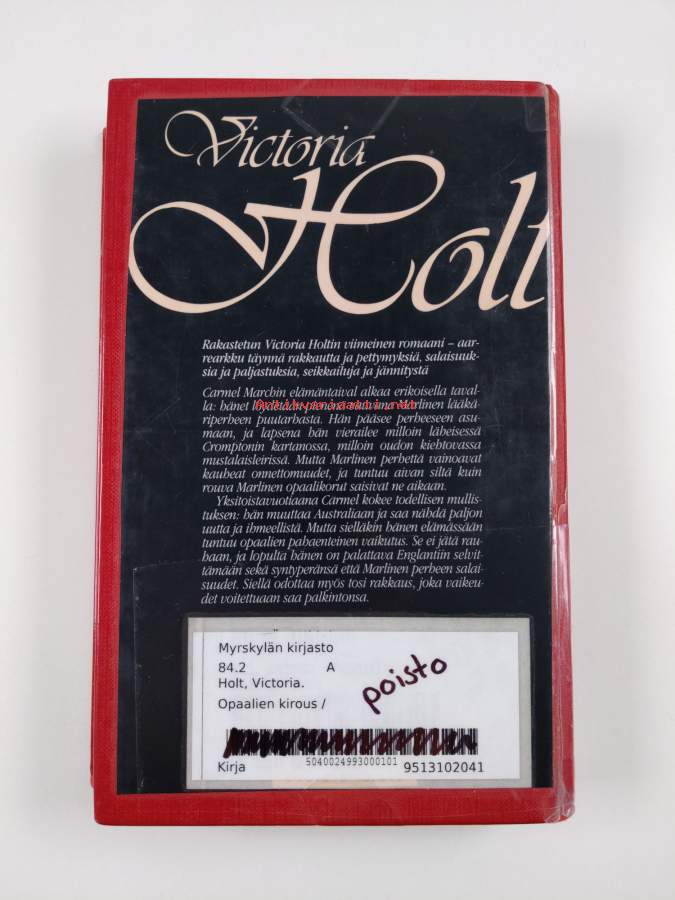 Victoria
Holt
Rakastetun Victoria Holtin viimeinen romaani – aar-
rearkku täynnä rakkautta ja pettymyksiä, salaisuuk-
sia ja paljastuksia, seikkailuja ja jännitystä
Carmel Marchin elämäntaival alkaa erikoisella taval-
la: hänet löydetään pienenä Marlinen lääkä-
riperheen puutarhasta. Hän pääsee perheeseen asu-
maan, ja lapsena hän vierailee milloin läheisessä
Cromptonin kartanossa, milloin oudon kiehtovassa
mustalaisleirissä. Mutta Marlinen perhettä vainoavat
kauheat onnettomuudet, ja tuntuu aivan siltä kuin
rouva Marlinen opaalikorut saisivat ne aikaan.
Yksitoistavuotiaana Carmel kokee todellisen mullis-
tuksen: hän muuttaa Australiaan ja saa nähdä paljon
uutta ja ihmeellistä. Mutta sielläkin hänen elämässään
tuntuu opaalien pahaenteinen vaikutus. Se ei jätä rau-
haan, ja lopulta hänen on palattava Englantiin selvit-
tämään sekä syntyperänsä että Marlinen perheen salai-
suudet. Siellä odottaa myös tosi rakkaus, joka vaikeu-
det voitettuaan saa palkintonsa.
Myrskylän kirjasto
84.2 A
Holt, Victoria.
Opaalien kirous /
poisto
5040024993000101
Kirja 9513102041